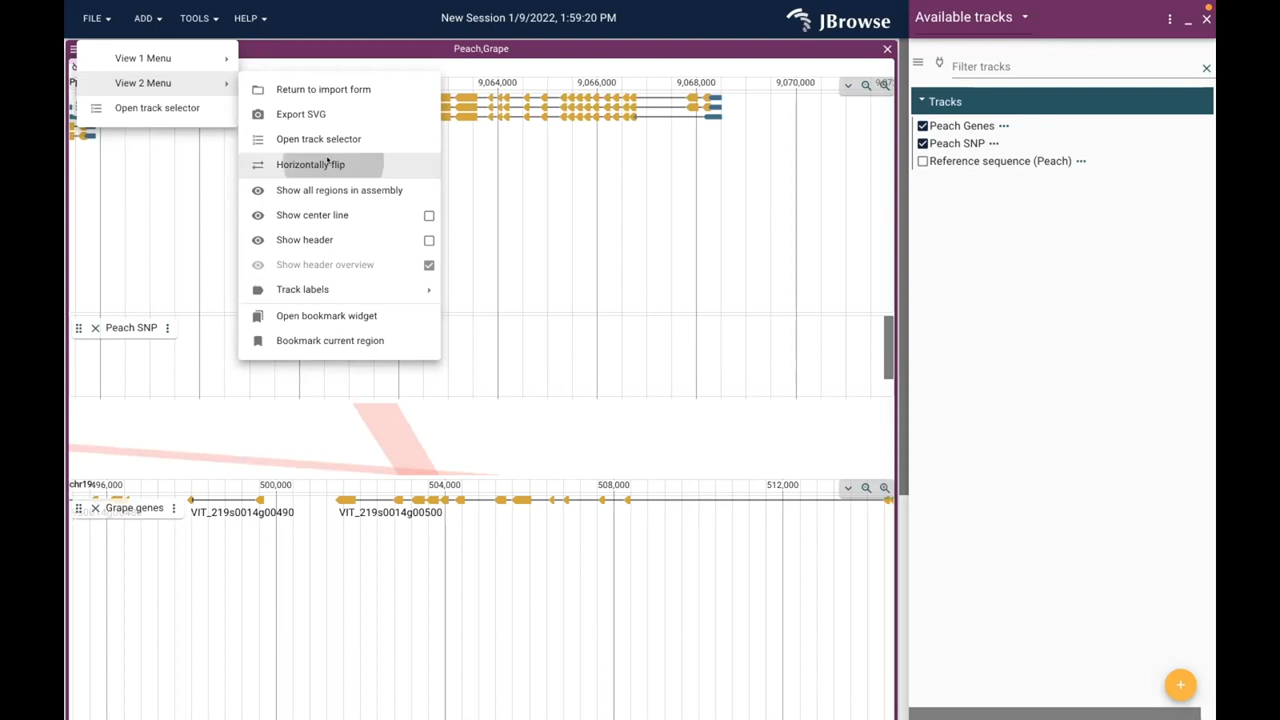 FILE ADD TOOLS HELP
New Session 1/9/2022, 1:59:20 PM
JBrowse
Available tracks
Peach,Grape
View 1 Menu
View 2 Menu
Open track selector
Return to import form
Export SVG
Open track selector
Horizontally flip
Show all regions in assembly
Show center line
Show header
Show header overview
Track labels
Open bookmark widget
Bookmark current region
9,064,000 9,066,000 9,068,000 9,070,000
Filter tracks
Tracks
Peach Genes
Peach SNP
Reference sequence (Peach)
Peach SNP
chr19 496,000 500,000 504,000 508,000 512,000
Grape genes
VIT_219s0014g00490 VIT_219s0014g00500